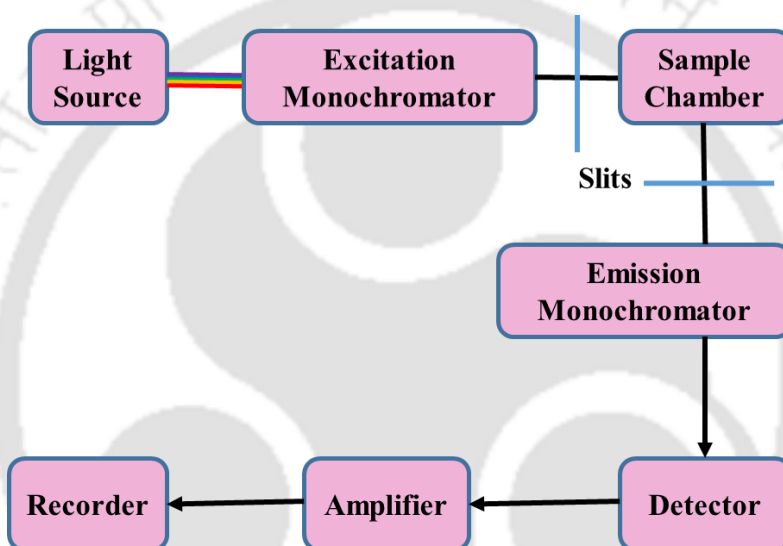 Light
Source
Excitation
Monochromator
Sample
Chamber
Slits
Emission
Monochromator
Recorder
Amplifier
Detector